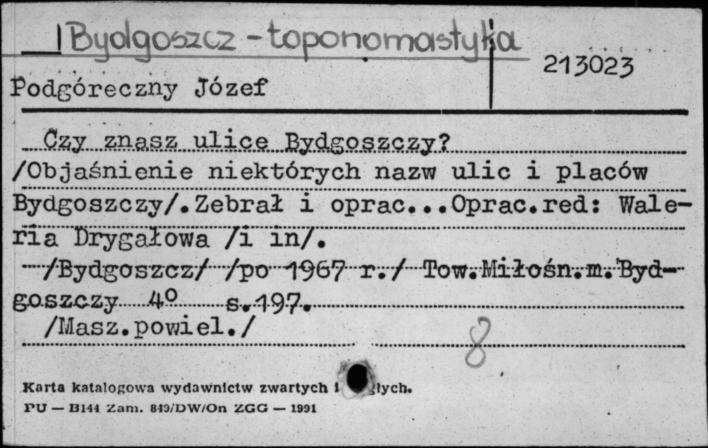 Bydgoszcz - toponomastyka
213023
Podgóreczny Józef
Czy znasz ulice Bydgoszczy?
/Objaśnienie niektórych nazw ulic i placów
Bydgoszczy/.Zebrał i oprac...Oprac.red: Wale-
ria Drygałowa /i in/.
/Bydgoszcz/ /po 1967 r./ Tow.Miłośn.m.Byd-
goszczy 4° s.197.
/Masz.powiel./
8
Karta katalogowa wydawnictw zwartych i
PU — B144 Zam. 849/DW/On ZGG — 1991